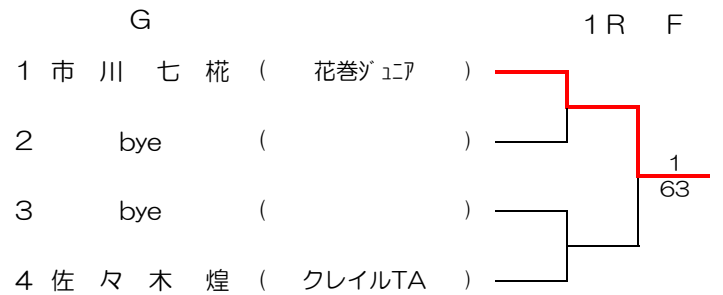 G 1R F
1 市 川 七 椛 ( 花巻ｼﾞｭﾆｱ )
2 bye ( )
1
63
3 bye ( )
4 佐 々 木 煌 ( クレイルTA )